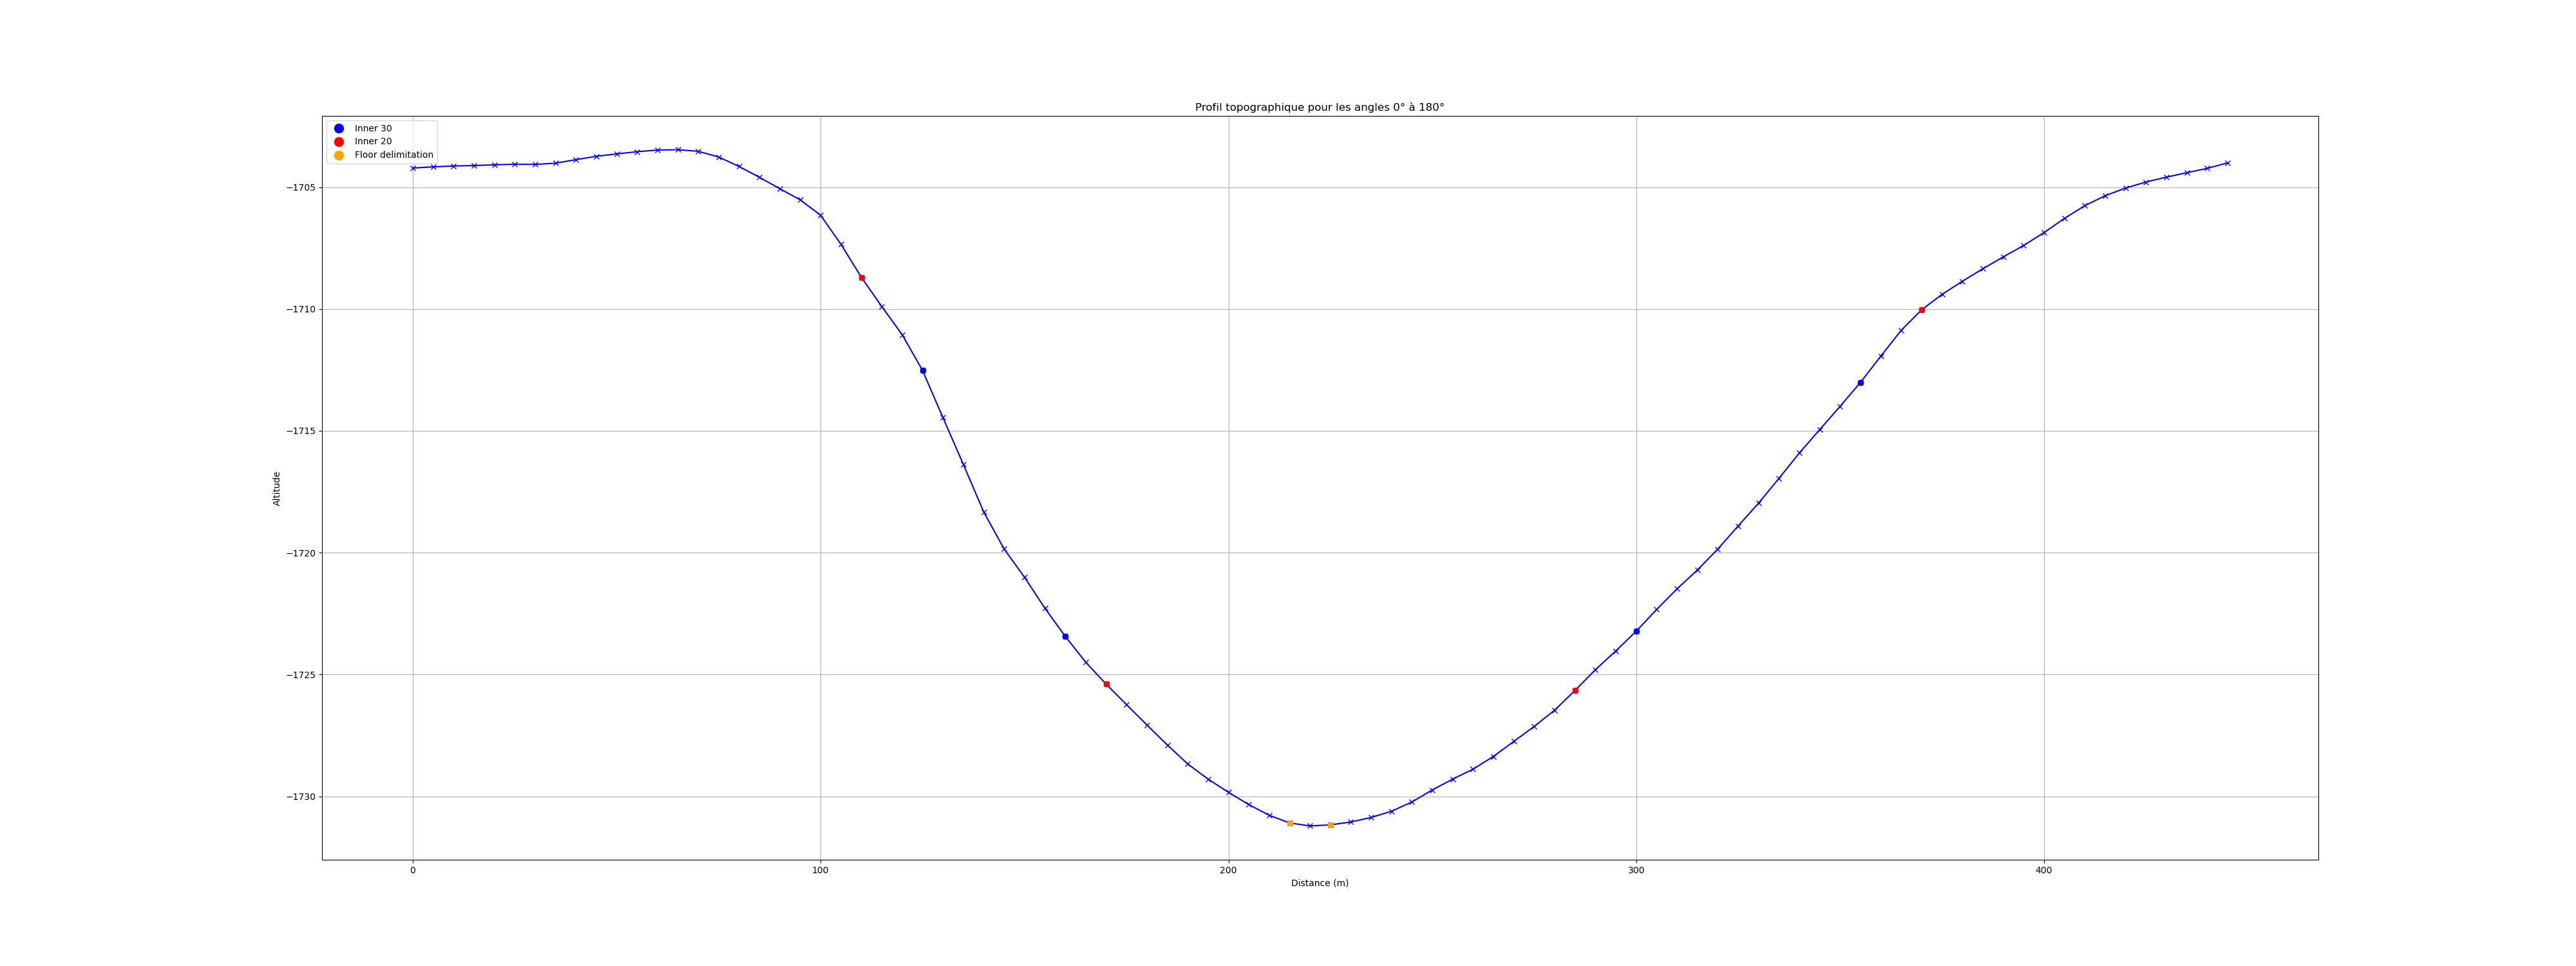 Profil topographique pour les angles 0° à 180°
Inner 30
Inner 20
Floor delimitation
−1705
−1710
−1715
−1720
−1725
−1730
Altitude
0
100
200
300
400
Distance (m)